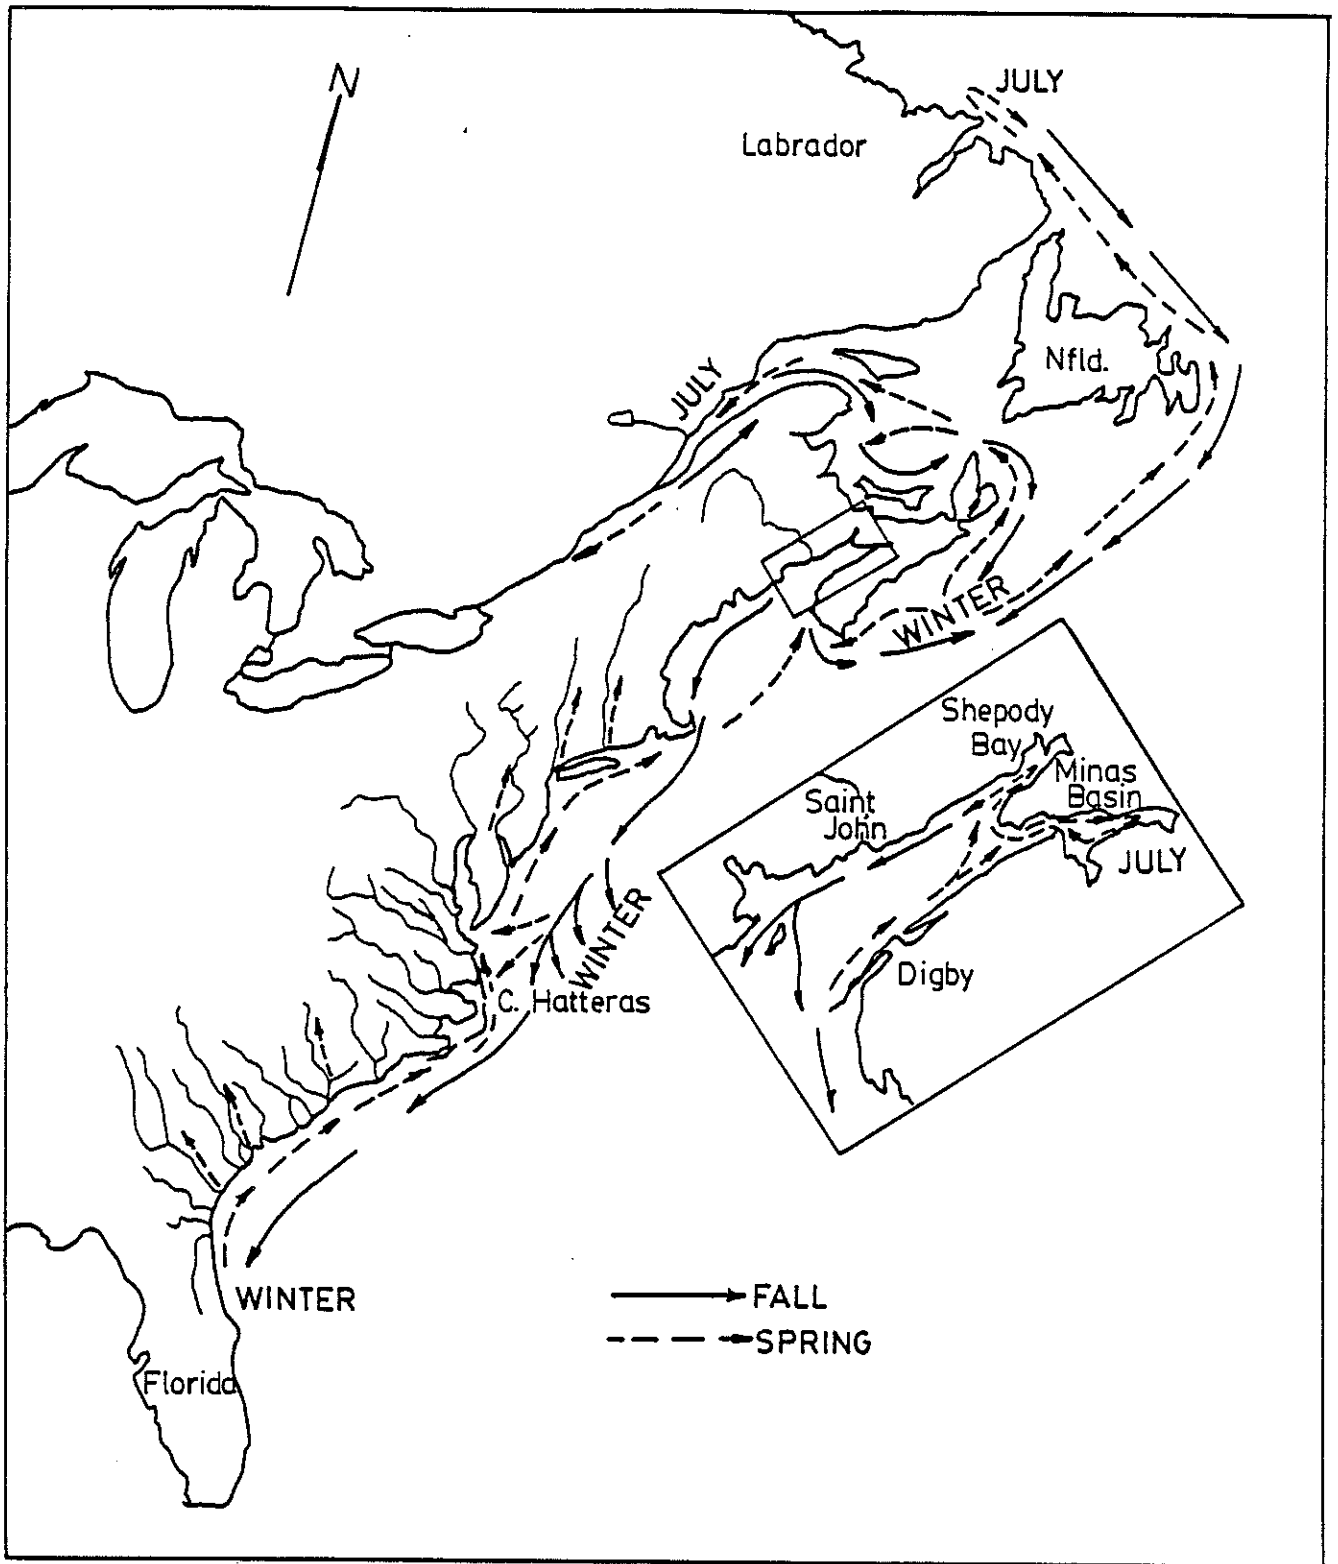 N
JULY
Labrador
Nfld.
JULY
WINTER
Shepody
Bay
Minas
Basin
Saint
John
JULY
WINTER
Digby
C. Hatteras
WINTER
FALL
SPRING
Florida